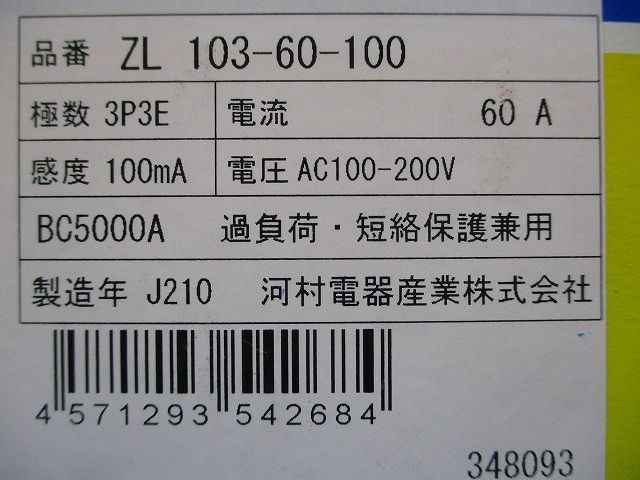 品番 ZL 103-60-100
極数 3P3E 電流 60 A
感度 100mA 電圧 AC100-200V
BC5000A 過負荷・短絡保護兼用
製造年 J210 河村電器産業株式会社
4 571293 542684
348093